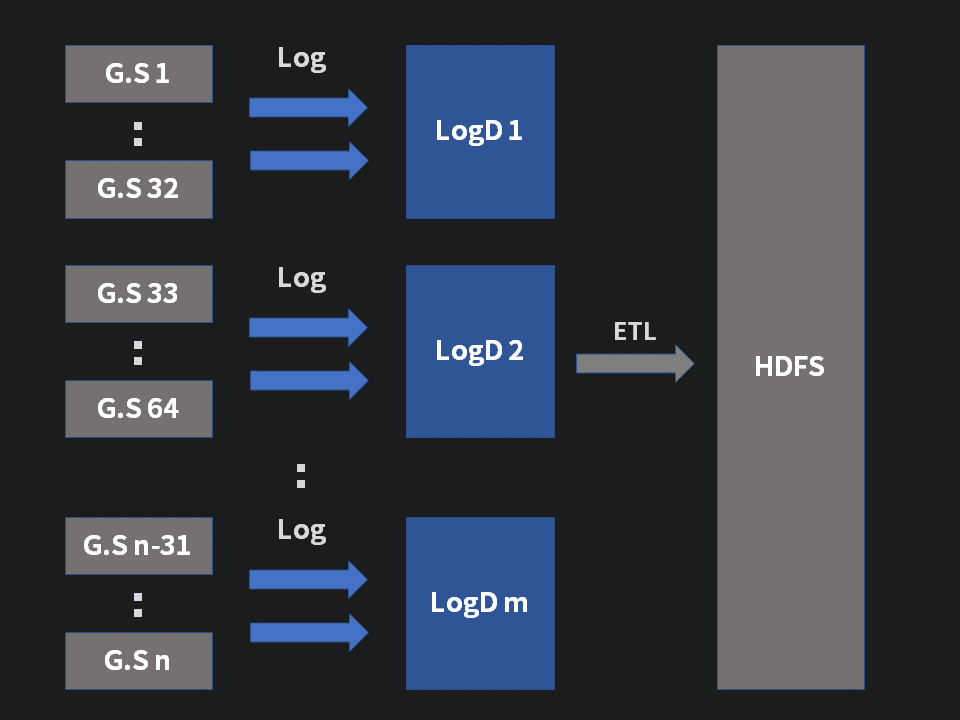 G.S 1
Log
LogD 1
:
G.S 32
G.S 33
Log
LogD 2
ETL
HDFS
:
G.S 64
:
G.S n-31
Log
LogD m
:
G.S n